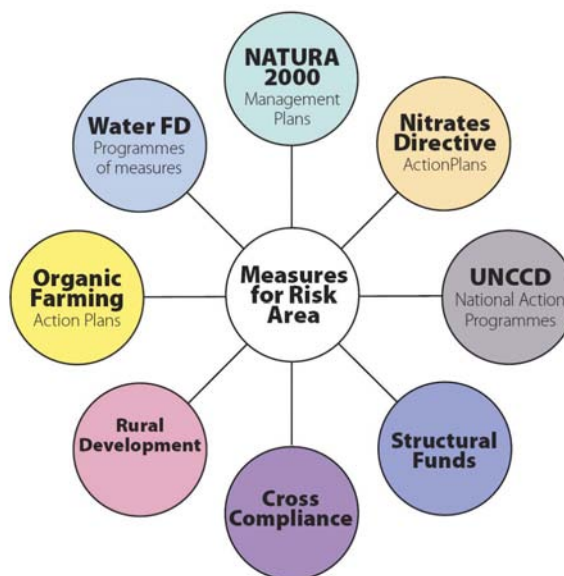 NATURA
2000
Management
Plans
Nitrates
Directive
ActionPlans
UNCCD
National Action
Programmes
Structural
Funds
Cross
Compliance
Rural
Development
Organic
Farming
Action Plans
Water FD
Programmes
of measures
Measures
for Risk
Area